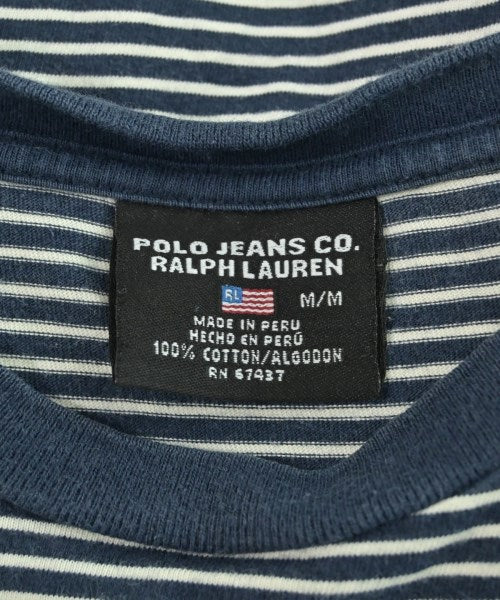 POLO JEANS CO.
RALPH LAUREN
RL M/M
MADE IN PERU
HECHO EN PERÚ
100% COTTON/ALGODON
RN 67437